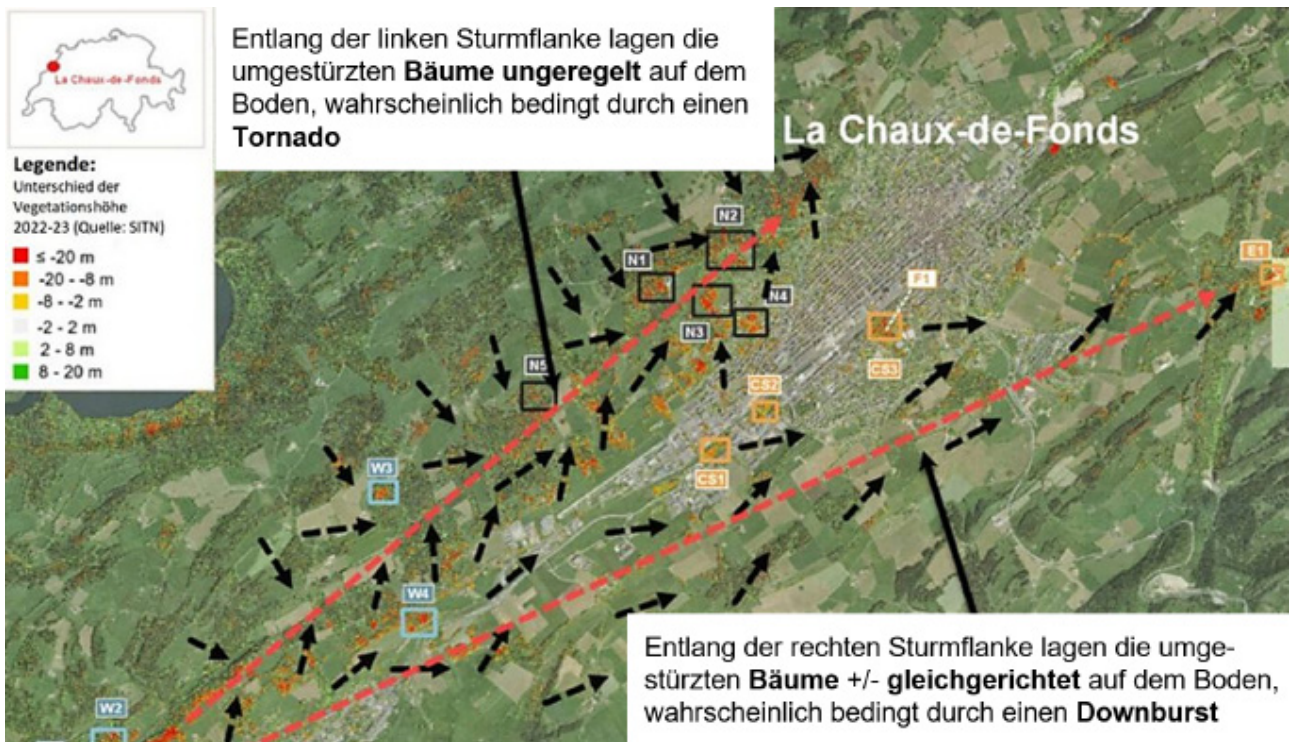 La Chaux-de-Fonds
Legende:
Unterschied der
Vegetationshöhe
2022-23 (Quelle: SITN)
≤ -20 m
-20 - -8 m
-8 - -2 m
-2 - 2 m
2 - 8 m
8 - 20 m
Entlang der linken Sturmflanke lagen die
umgestürzten Bäume ungeregelt auf dem
Boden, wahrscheinlich bedingt durch einen
Tornado
La Chaux-de-Fonds
N2
N1
E1
F1
N4
N3
N5
CS3
CS2
CS1
W3
W4
W2
Entlang der rechten Sturmflanke lagen die umge-
stürzten Bäume +/- gleichgerichtet auf dem Boden,
wahrscheinlich bedingt durch einen Downburst